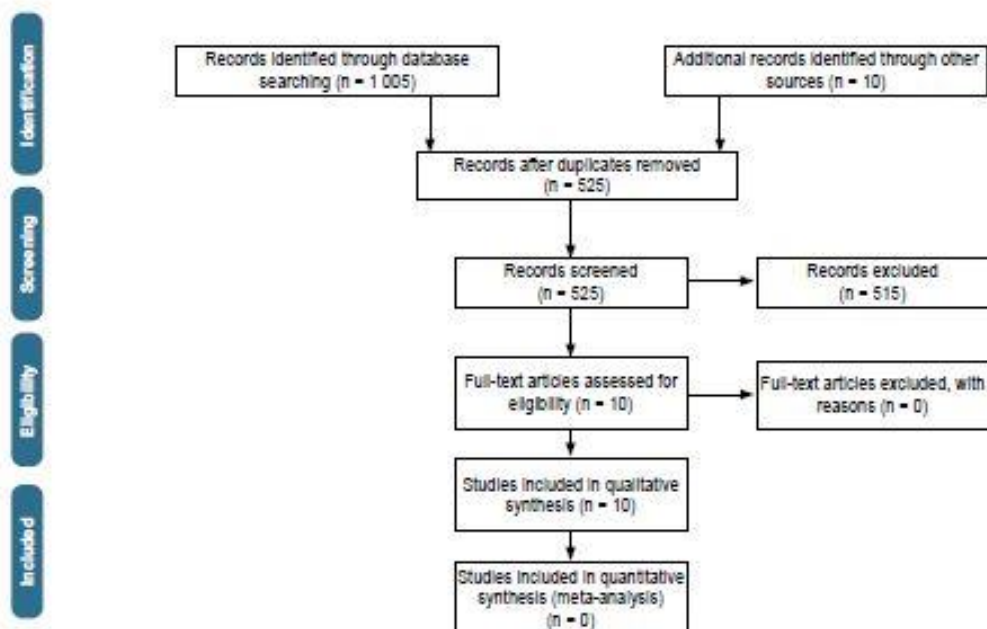 Identification
Records identified through database
searching (n = 1 005)
Additional records identified through other
sources (n = 10)
Records after duplicates removed
(n = 525)
Screening
Records screened
(n = 525)
Records excluded
(n = 515)
Eligibility
Full-text articles assessed for
eligibility (n = 10)
Full-text articles excluded, with
reasons (n = 0)
Included
Studies included in qualitative
synthesis (n = 10)
Studies included in quantitative
synthesis (meta-analysis)
(n = 0)